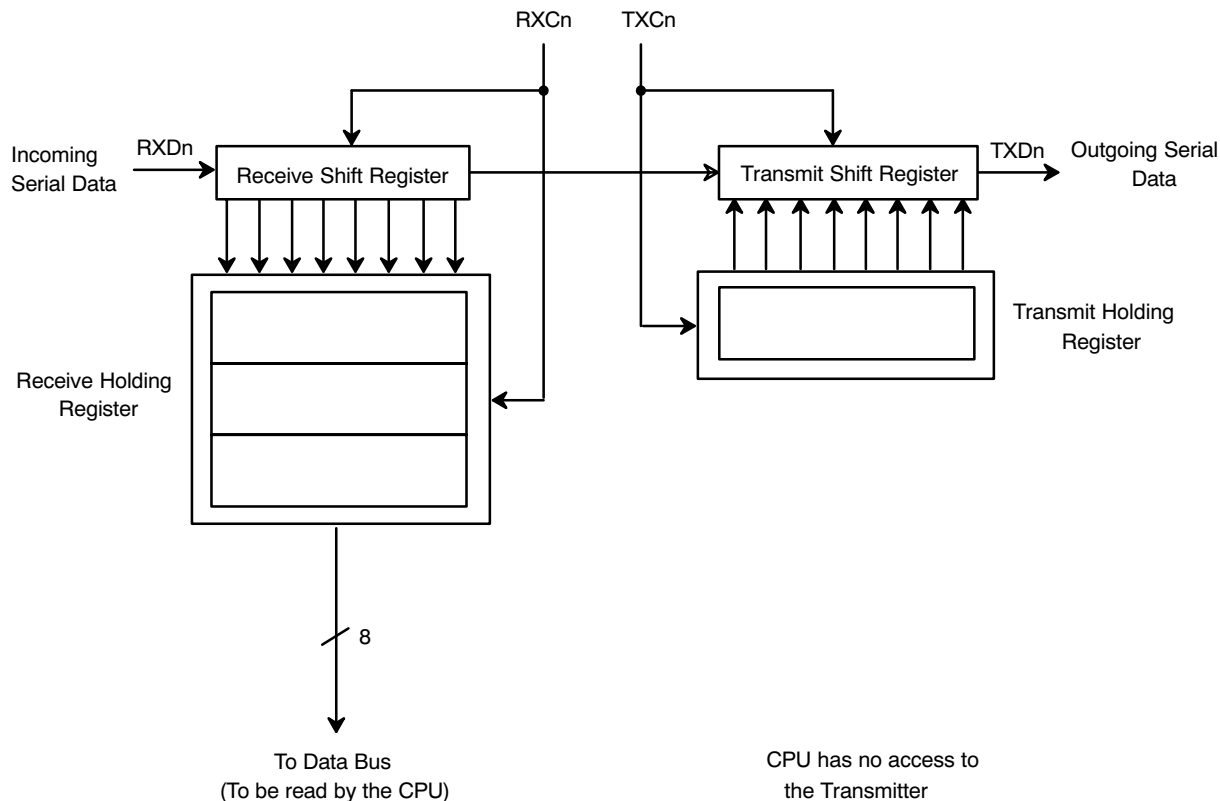 RXCn
TXCn
Incoming
Serial Data
RXDn
Receive Shift Register
Transmit Shift Register
TXDn
Outgoing Serial
Data
Receive Holding
Register
Transmit Holding
Register
8
To Data Bus
(To be read by the CPU)
CPU has no access to
the Transmitter